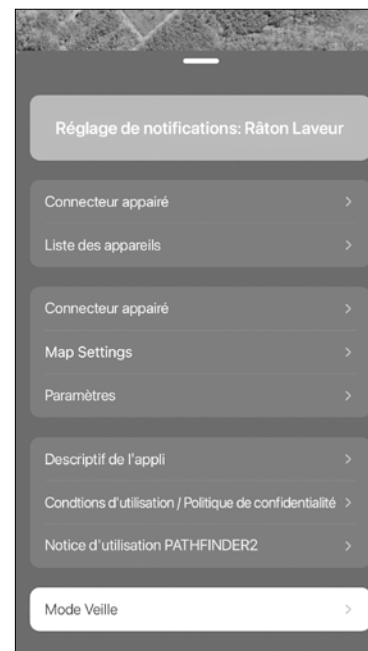 Réglage de notifications: Râton Laveur
Connecteur appairé
Liste des appareils
Connecteur appairé
Map Settings
Paramètres
Descriptif de l'appli
Condtions d'utilisation / Politique de confidentialité
Notice d'utilisation PATHFINDER2
Mode Veille